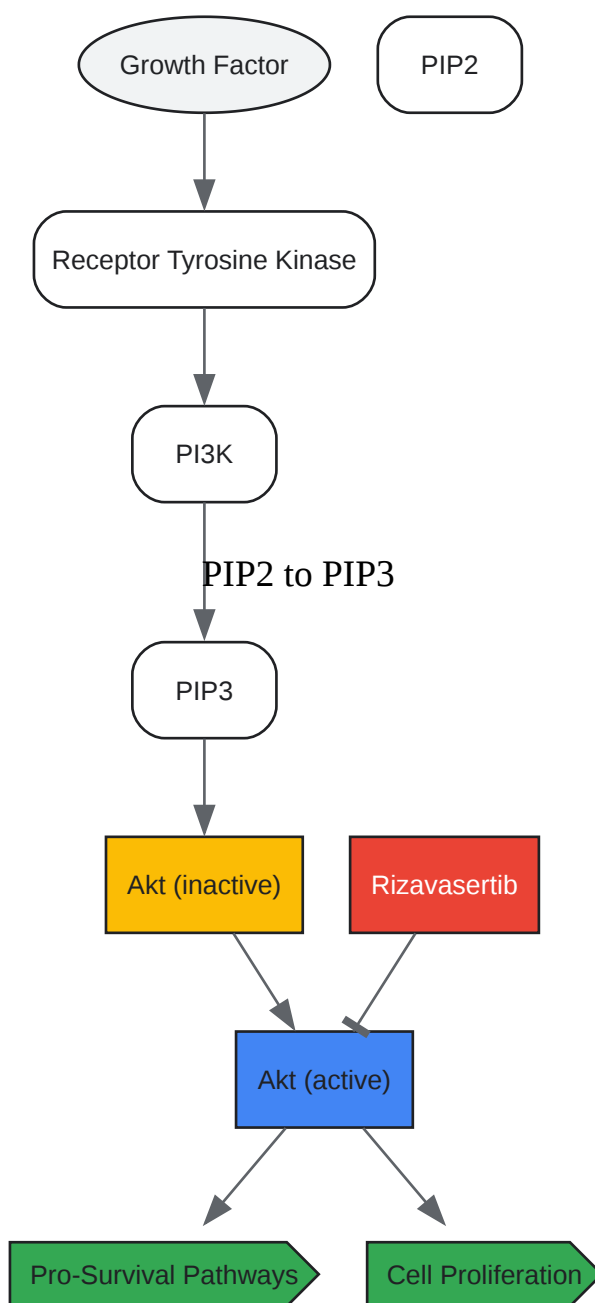 Growth Factor
PIP2
Receptor Tyrosine Kinase
PI3K
PIP2 to PIP3
PIP3
Akt (inactive)
Rizavasertib
Akt (active)
Pro-Survival Pathways
Cell Proliferation